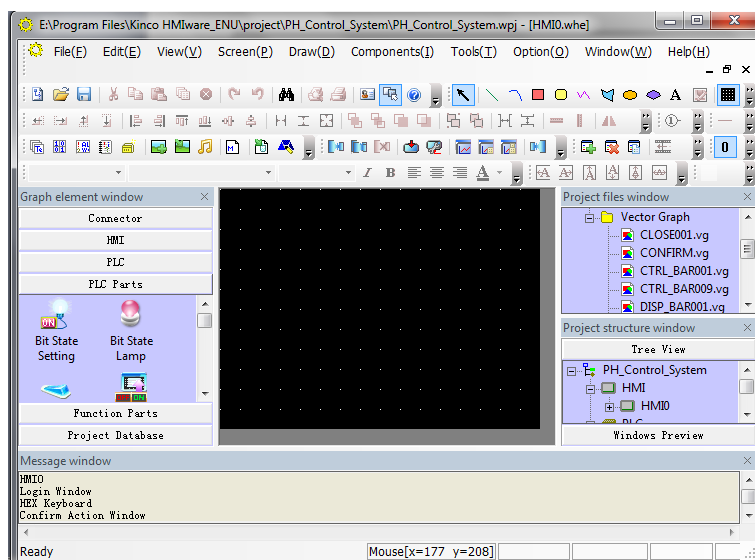 E:\Program Files\Kinco HMIware_ENU\project\PH_Control_System\PH_Control_System.wpj - [HMI0.whe]
File(F) Edit(E) View(V) Screen(P) Draw(D) Components(I) Tools(T) Option(O) Window(W) Help(H)
A
0
I B A
Graph element window
Connector
HMI
PLC
PLC Parts
Bit State Setting
Bit State Lamp
Function Parts
Project Database
Project files window
Vector Graph
CLOSE001.vg
CONFIRM.vg
CTRL_BAR001.vg
CTRL_BAR009.vg
DISP_BAR001.vg
Project structure window
Tree View
PH_Control_System
HMI
HMI0
PLC
Windows Preview
Message window
HMI0
Login Window
HEX Keyboard
Confirm Action Window
Ready
Mouse[x=177 y=208]